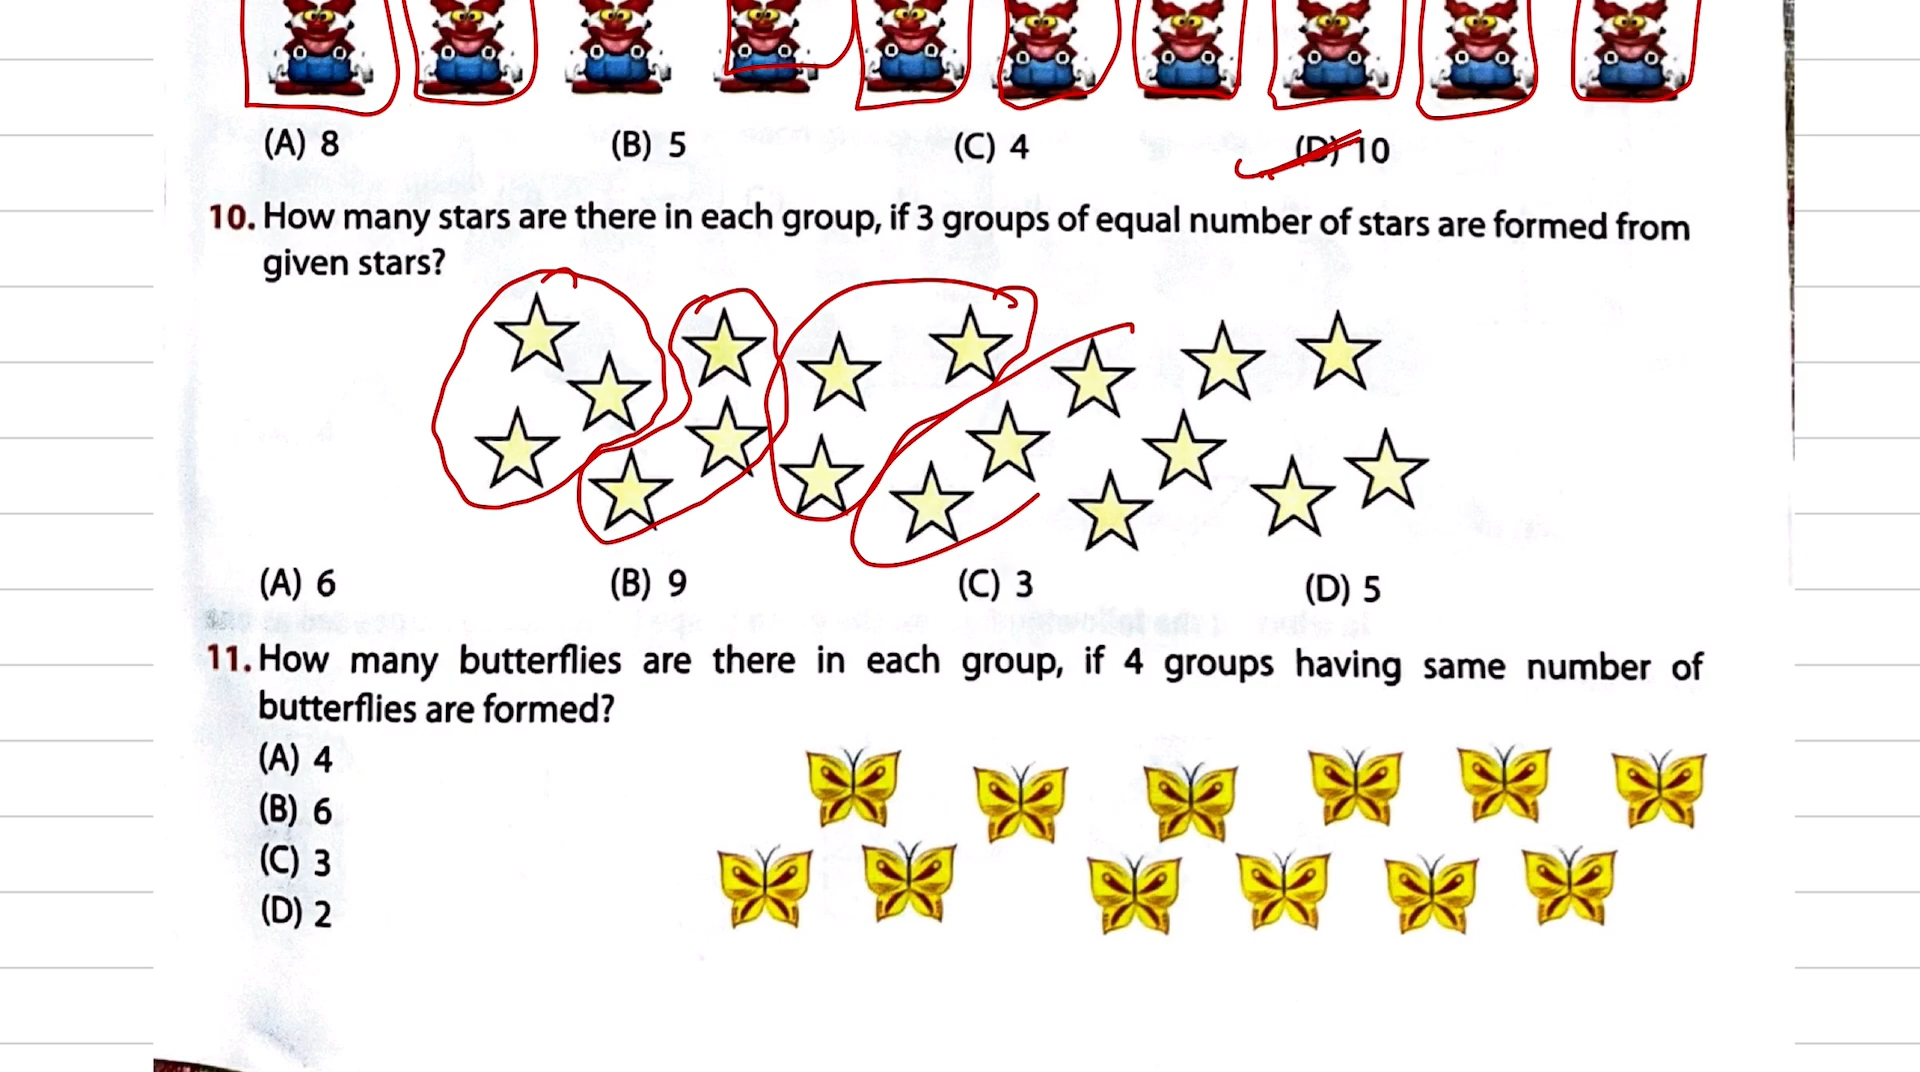 (A) 8 (B) 5 (C) 4 (D) 10
10. How many stars are there in each group, if 3 groups of equal number of stars are formed from
given stars?
(A) 6 (B) 9 (C) 3 (D) 5
11. How many butterflies are there in each group, if 4 groups having same number of
butterflies are formed?
(A) 4
(B) 6
(C) 3
(D) 2